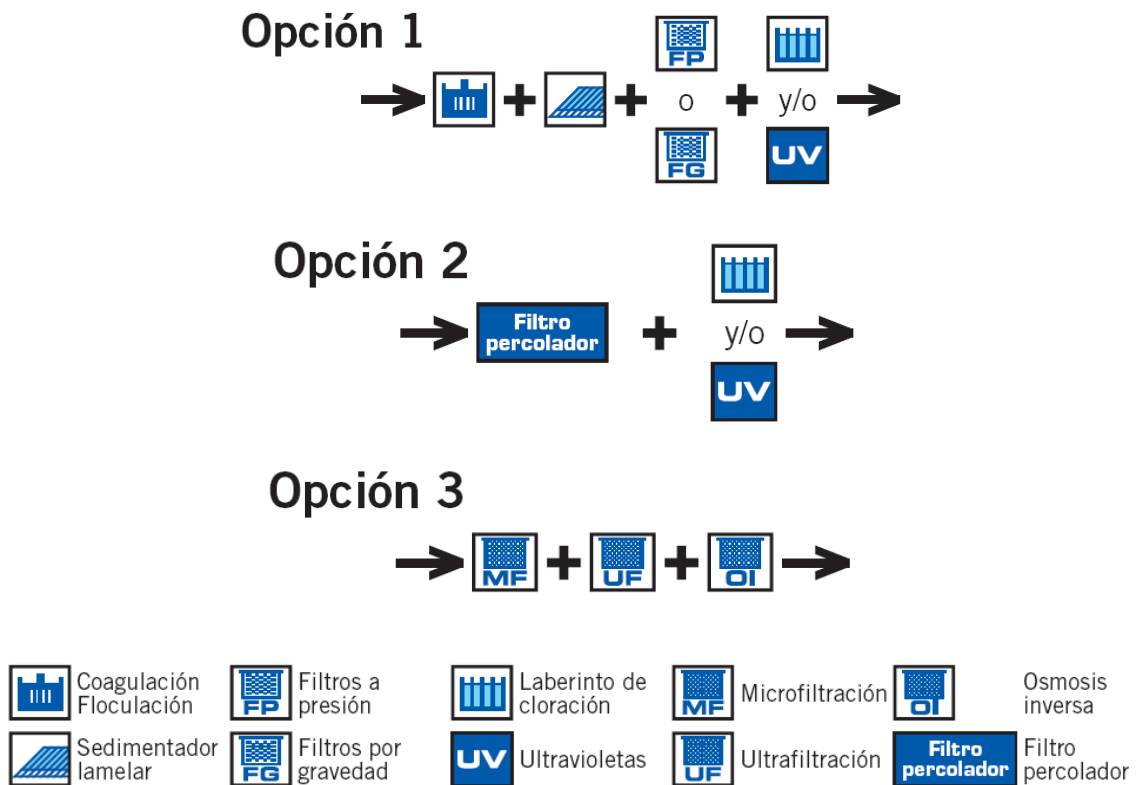 Opción 1
FP
o
y/o
FG
UV
Opción 2
Filtro
percolador
y/o
UV
Opción 3
MF
UF
OI
Coagulación
Floculación
FP
Filtros a
presión
Laberinto de
cloración
MF
Microfiltración
OI
Osmosis
inversa
Sedimentador
lamelar
FG
Filtros por
gravedad
UV
Ultravioletas
UF
Ultrafiltración
Filtro
percolador
Filtro
percolador